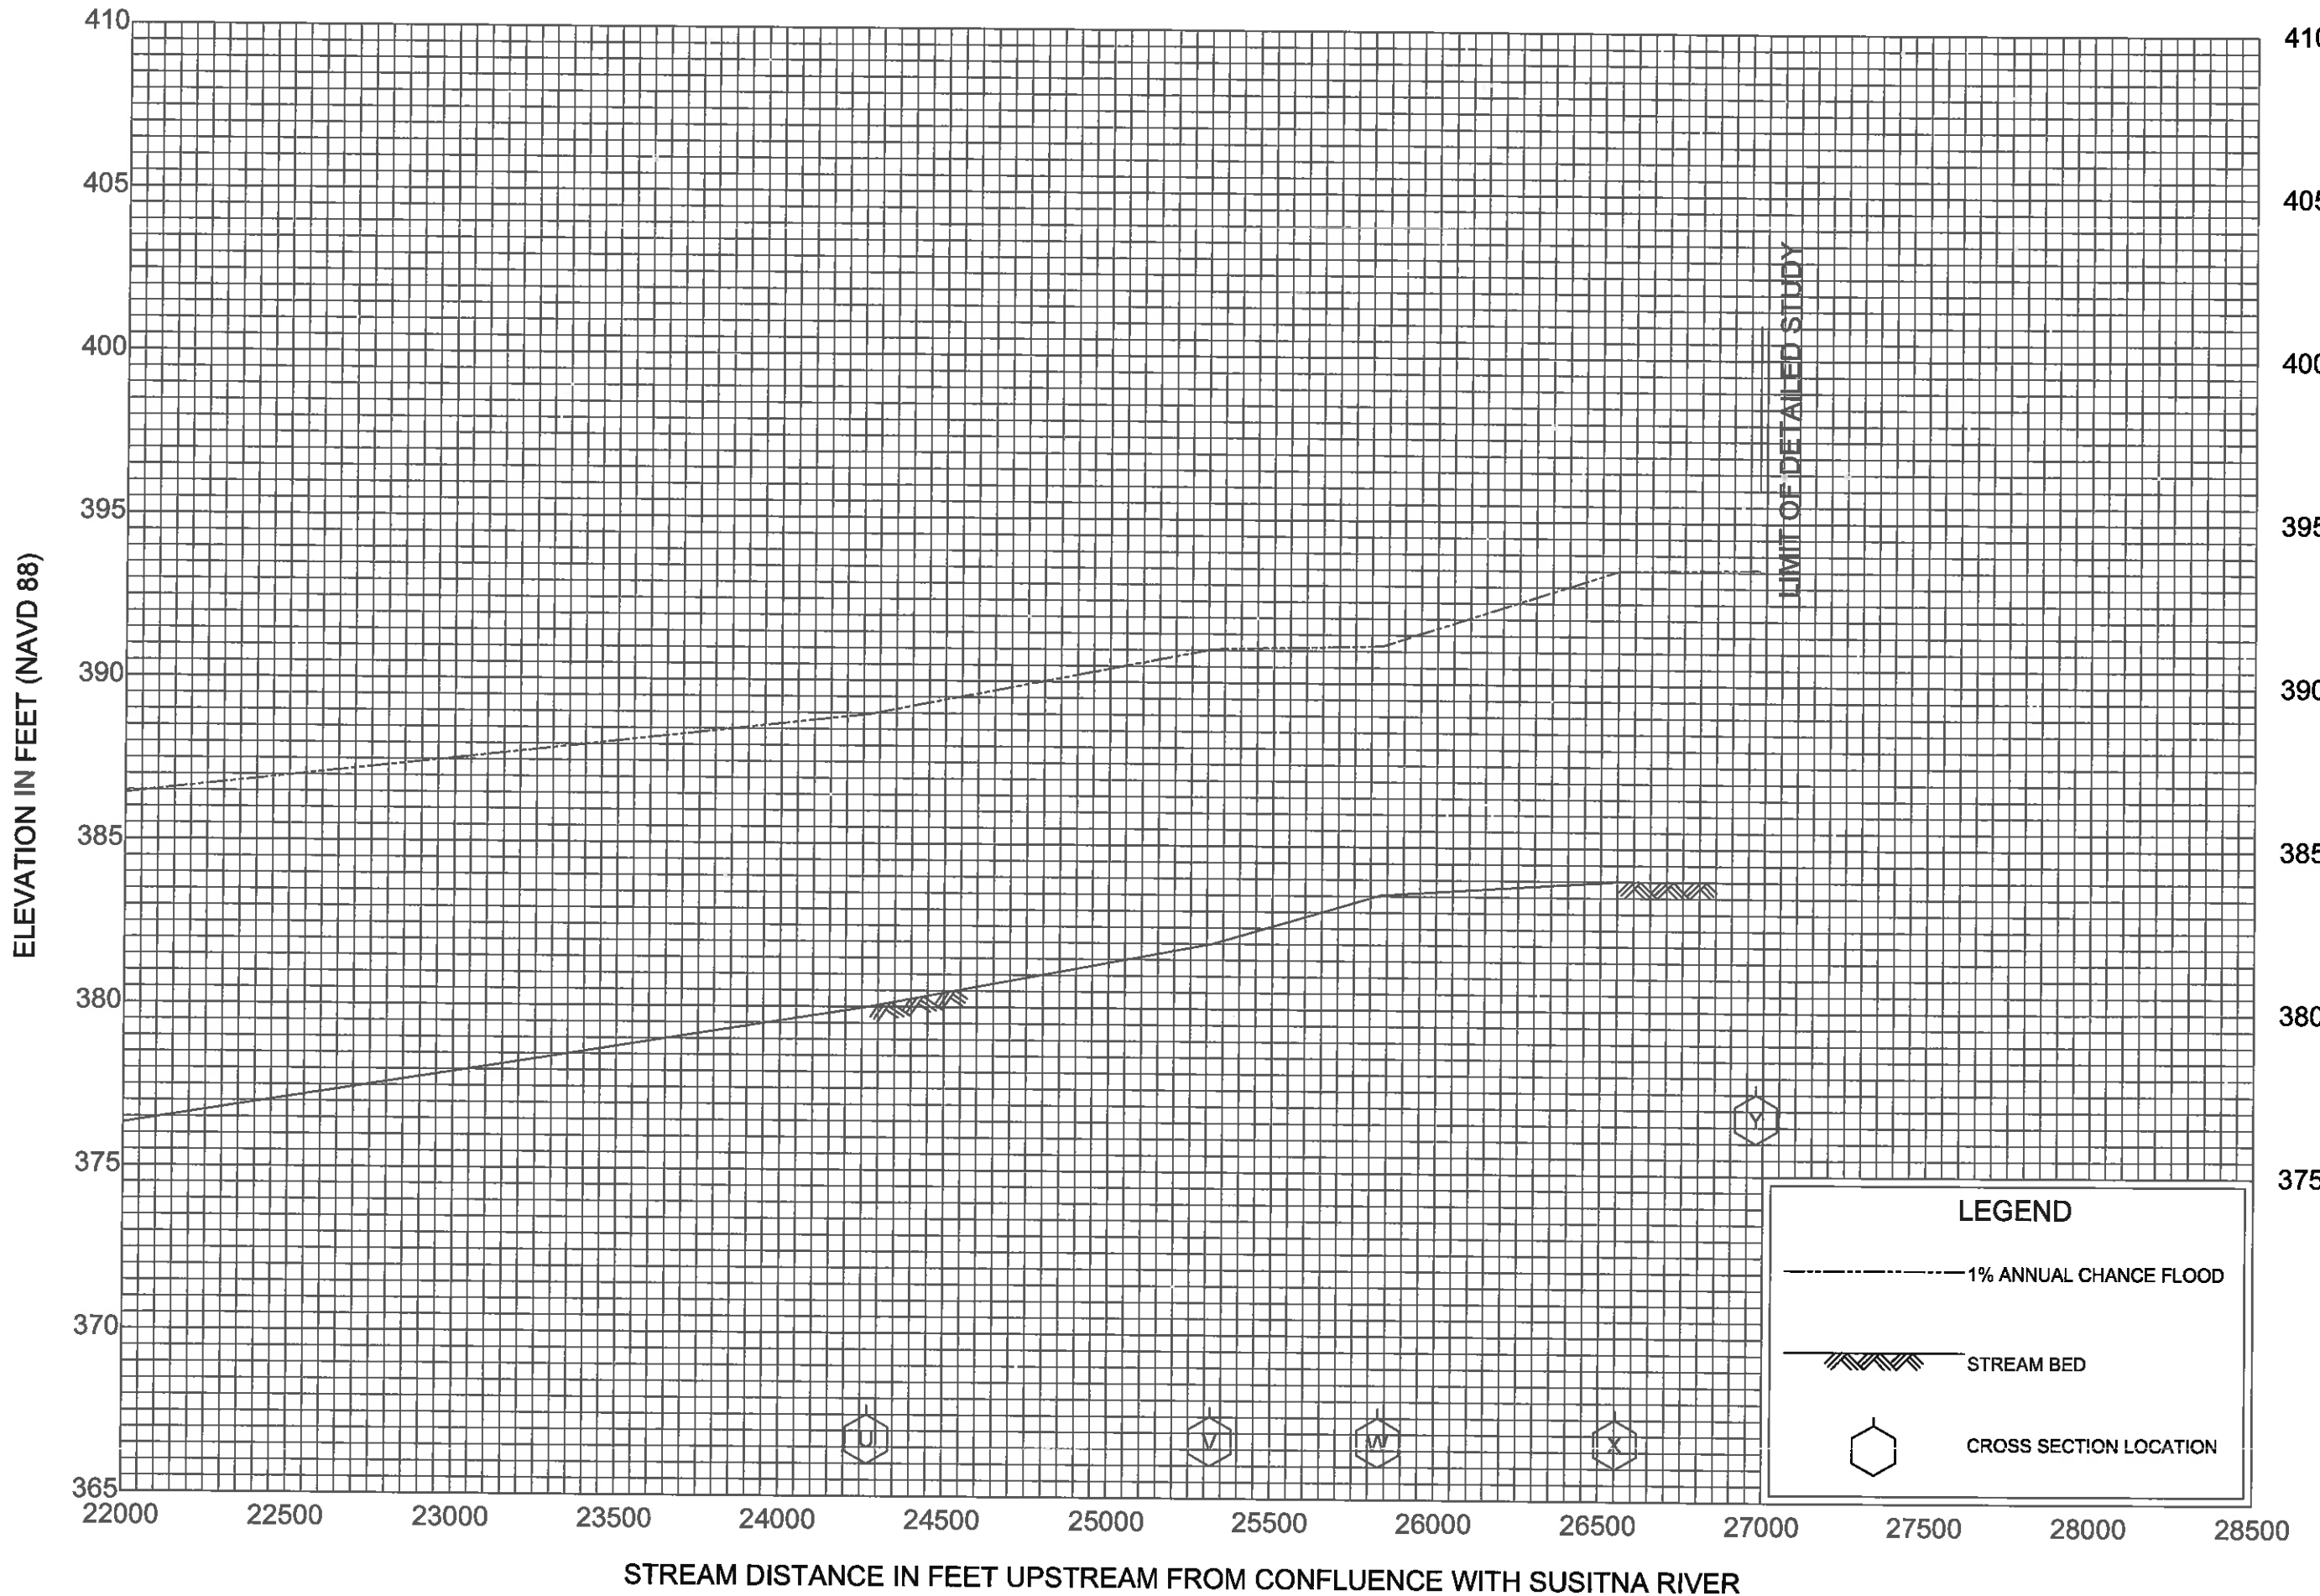 410
405
400
395
390
385
380
375
370
365
ELEVATION IN FEET (NAVD 88)
22000 22500 23000 23500 24000 24500 25000 25500 26000 26500 27000 27500 28000 28500
STREAM DISTANCE IN FEET UPSTREAM FROM CONFLUENCE WITH SUSITNA RIVER
LIMIT OF DETAILED STUDY
U
V
W
X
Y
LEGEND
1% ANNUAL CHANCE FLOOD
STREAM BED
CROSS SECTION LOCATION
410
405
400
395
390
385
380
375